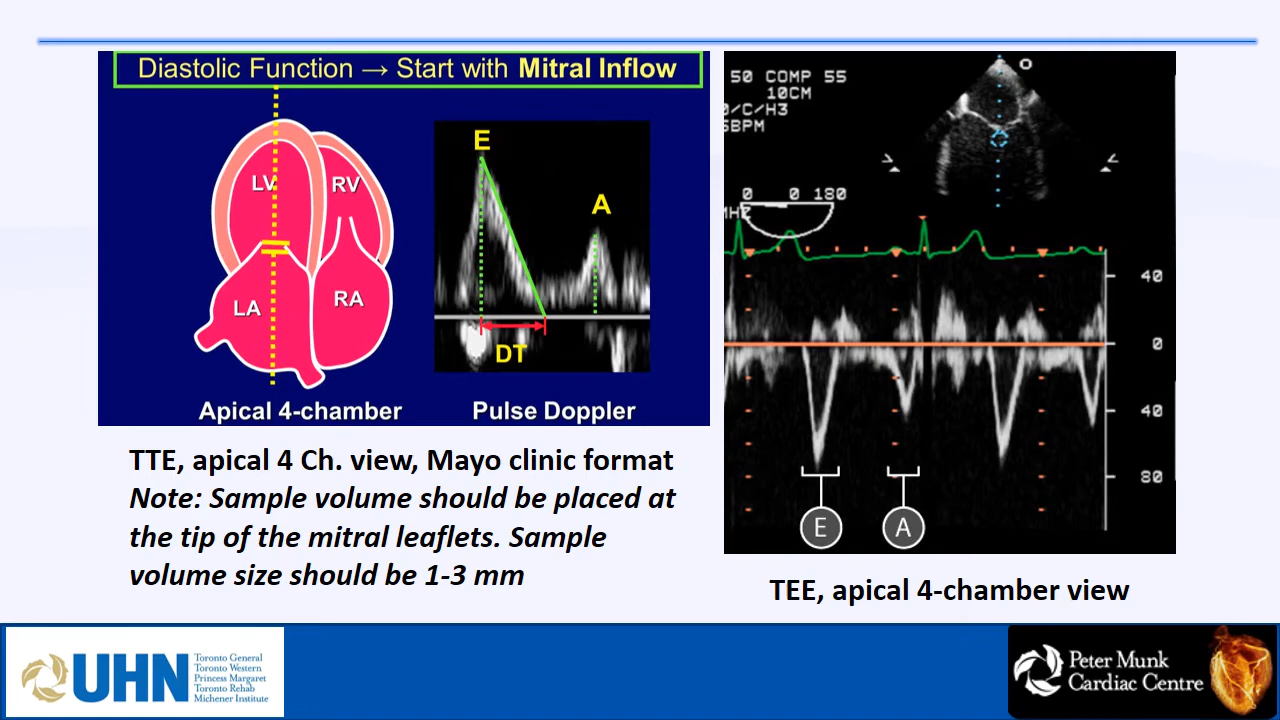 Diastolic Function → Start with Mitral Inflow
LV
RV
LA
RA
E
A
DT
Apical 4-chamber
Pulse Doppler
TTE, apical 4 Ch. view, Mayo clinic format
Note: Sample volume should be placed at
the tip of the mitral leaflets. Sample
volume size should be 1-3 mm
50 COMP 55
10CM
0/C/H3
BPM
0 0 180
MHZ
40
0
40
80
E
A
TEE, apical 4-chamber view
UHN
Toronto General
Toronto Western
Princess Margaret
Toronto Rehab
Michener Institute
Peter Munk
Cardiac Centre